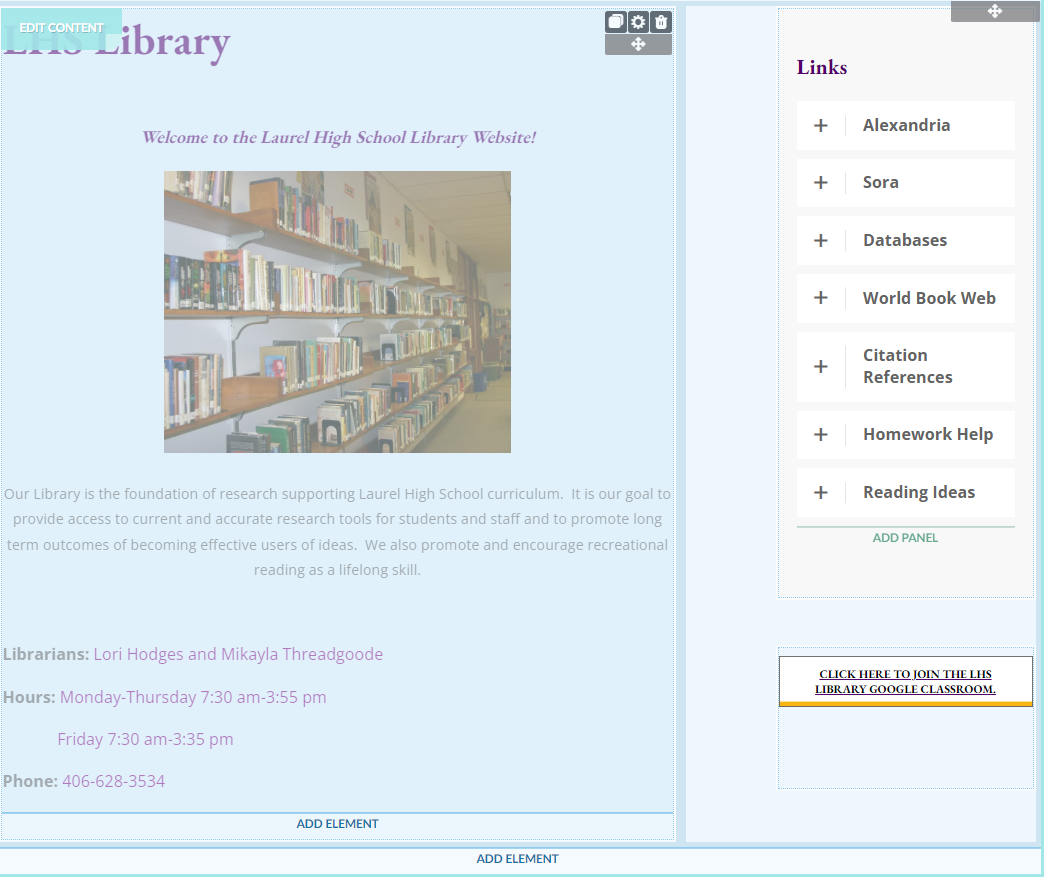 EDIT CONTENT
LHS Library
Welcome to the Laurel High School Library Website!
Our Library is the foundation of research supporting Laurel High School curriculum.  It is our goal to
provide access to current and accurate research tools for students and staff and to promote long
term outcomes of becoming effective users of ideas.  We also promote and encourage recreational
reading as a lifelong skill.
Librarians: Lori Hodges and Mikayla Threadgoode
Hours: Monday-Thursday 7:30 am-3:55 pm
Friday 7:30 am-3:35 pm
Phone: 406-628-3534
ADD ELEMENT
Links
Alexandria
Sora
Databases
World Book Web
Citation
References
Homework Help
Reading Ideas
ADD PANEL
CLICK HERE TO JOIN THE LHS
LIBRARY GOOGLE CLASSROOM.
ADD ELEMENT